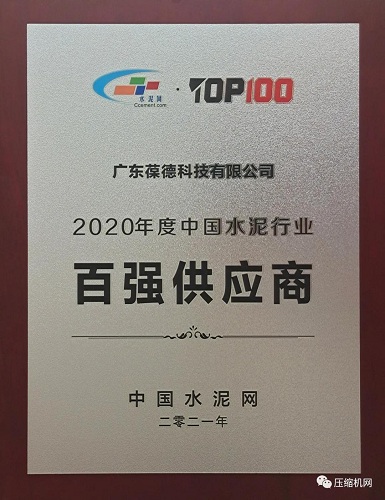 水泥网 · TOP100
Ccement.com
广东葆德科技有限公司
2020年度中国水泥行业
百强供应商
中国水泥网
二零二一年
压缩机网